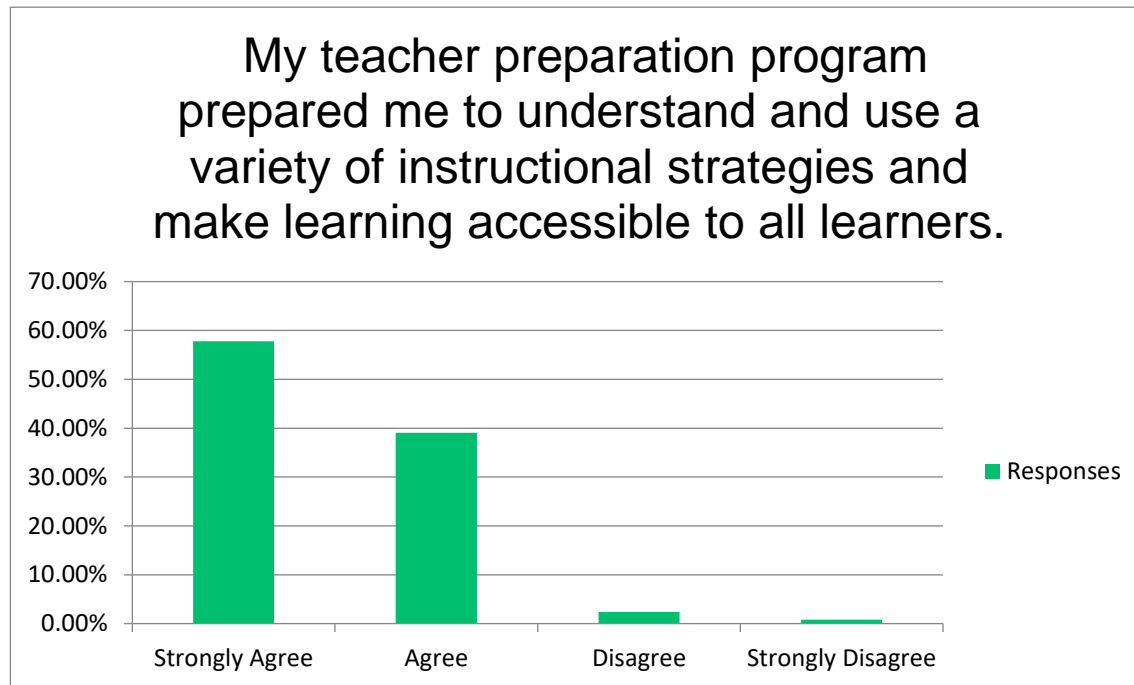 My teacher preparation program
prepared me to understand and use a
variety of instructional strategies and
make learning accessible to all learners.
70.00%
60.00%
50.00%
40.00%
30.00%
20.00%
10.00%
0.00%
Strongly Agree
Agree
Disagree
Strongly Disagree
Responses